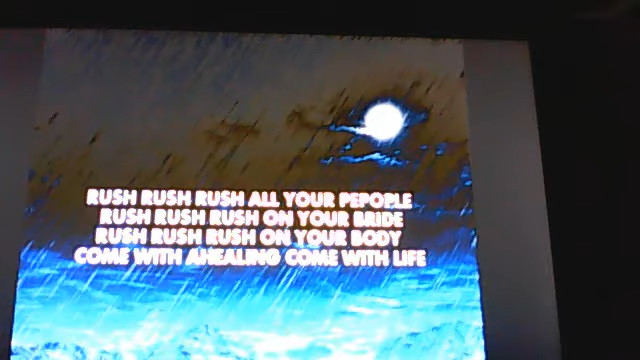 RUSH RUSH RUSH ALL YOUR PEPOPLE
RUSH RUSH RUSH ON YOUR BRIDE
RUSH RUSH RUSH ON YOUR BODY
COME WITH AHEALING COME WITH LIFE